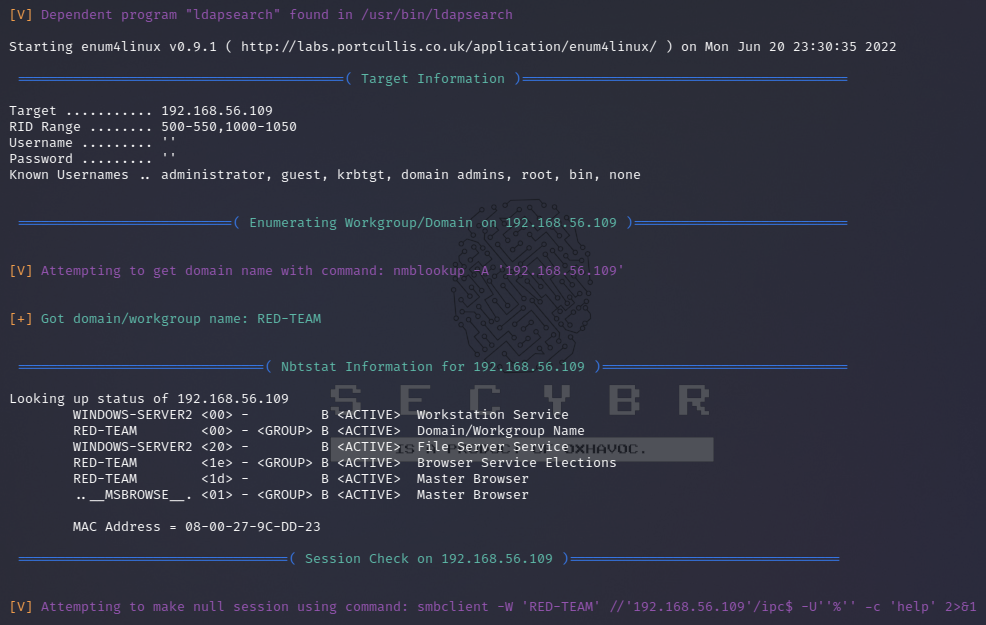 [V] Dependent program "ldapsearch" found in /usr/bin/ldapsearch
Starting enum4linux v0.9.1 ( http://labs.portcullis.co.uk/application/enum4linux/ ) on Mon Jun 20 23:30:35 2022
( Target Information )
Target ........... 192.168.56.109
RID Range ........ 500-550,1000-1050
Username ......... ''
Password ......... ''
Known Usernames .. administrator, guest, krbtgt, domain admins, root, bin, none
( Enumerating Workgroup/Domain on 192.168.56.109 )
[V] Attempting to get domain name with command: nmblookup -A '192.168.56.109'
[+] Got domain/workgroup name: RED-TEAM
( Nbtstat Information for 192.168.56.109 )
Looking up status of 192.168.56.109
SECYBR
WINDOWS-SERVER2 <00> - B <ACTIVE> Workstation Service
RED-TEAM <00> - <GROUP> B <ACTIVE> Domain/Workgroup Name
WINDOWS-SERVER2 <20> - B <ACTIVE> File Server Service
RED-TEAM <1e> - <GROUP> B <ACTIVE> Browser Service Elections
RED-TEAM <1d> - B <ACTIVE> Master Browser
..__MSBROWSE__. <01> - <GROUP> B <ACTIVE> Master Browser
MAC Address = 08-00-27-9C-DD-23
( Session Check on 192.168.56.109 )
[V] Attempting to make null session using command: smbclient -W 'RED-TEAM' //'192.168.56.109'/ipc$ -U''%'' -c 'help' 2>&1